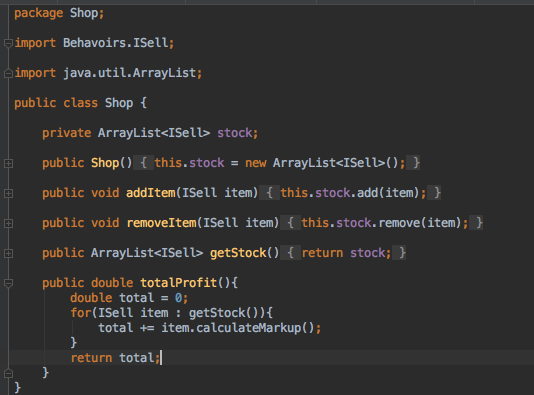 package Shop;
import Behavoirs.ISell;
import java.util.ArrayList;
public class Shop {
private ArrayList<ISell> stock;
public Shop() { this.stock = new ArrayList<ISell>(); }
public void addItem(ISell item) { this.stock.add(item); }
public void removeItem(ISell item) { this.stock.remove(item); }
public ArrayList<ISell> getStock() { return stock; }
public double totalProfit(){
double total = 0;
for(ISell item : getStock()){
total += item.calculateMarkup();
}
return total;
}
}